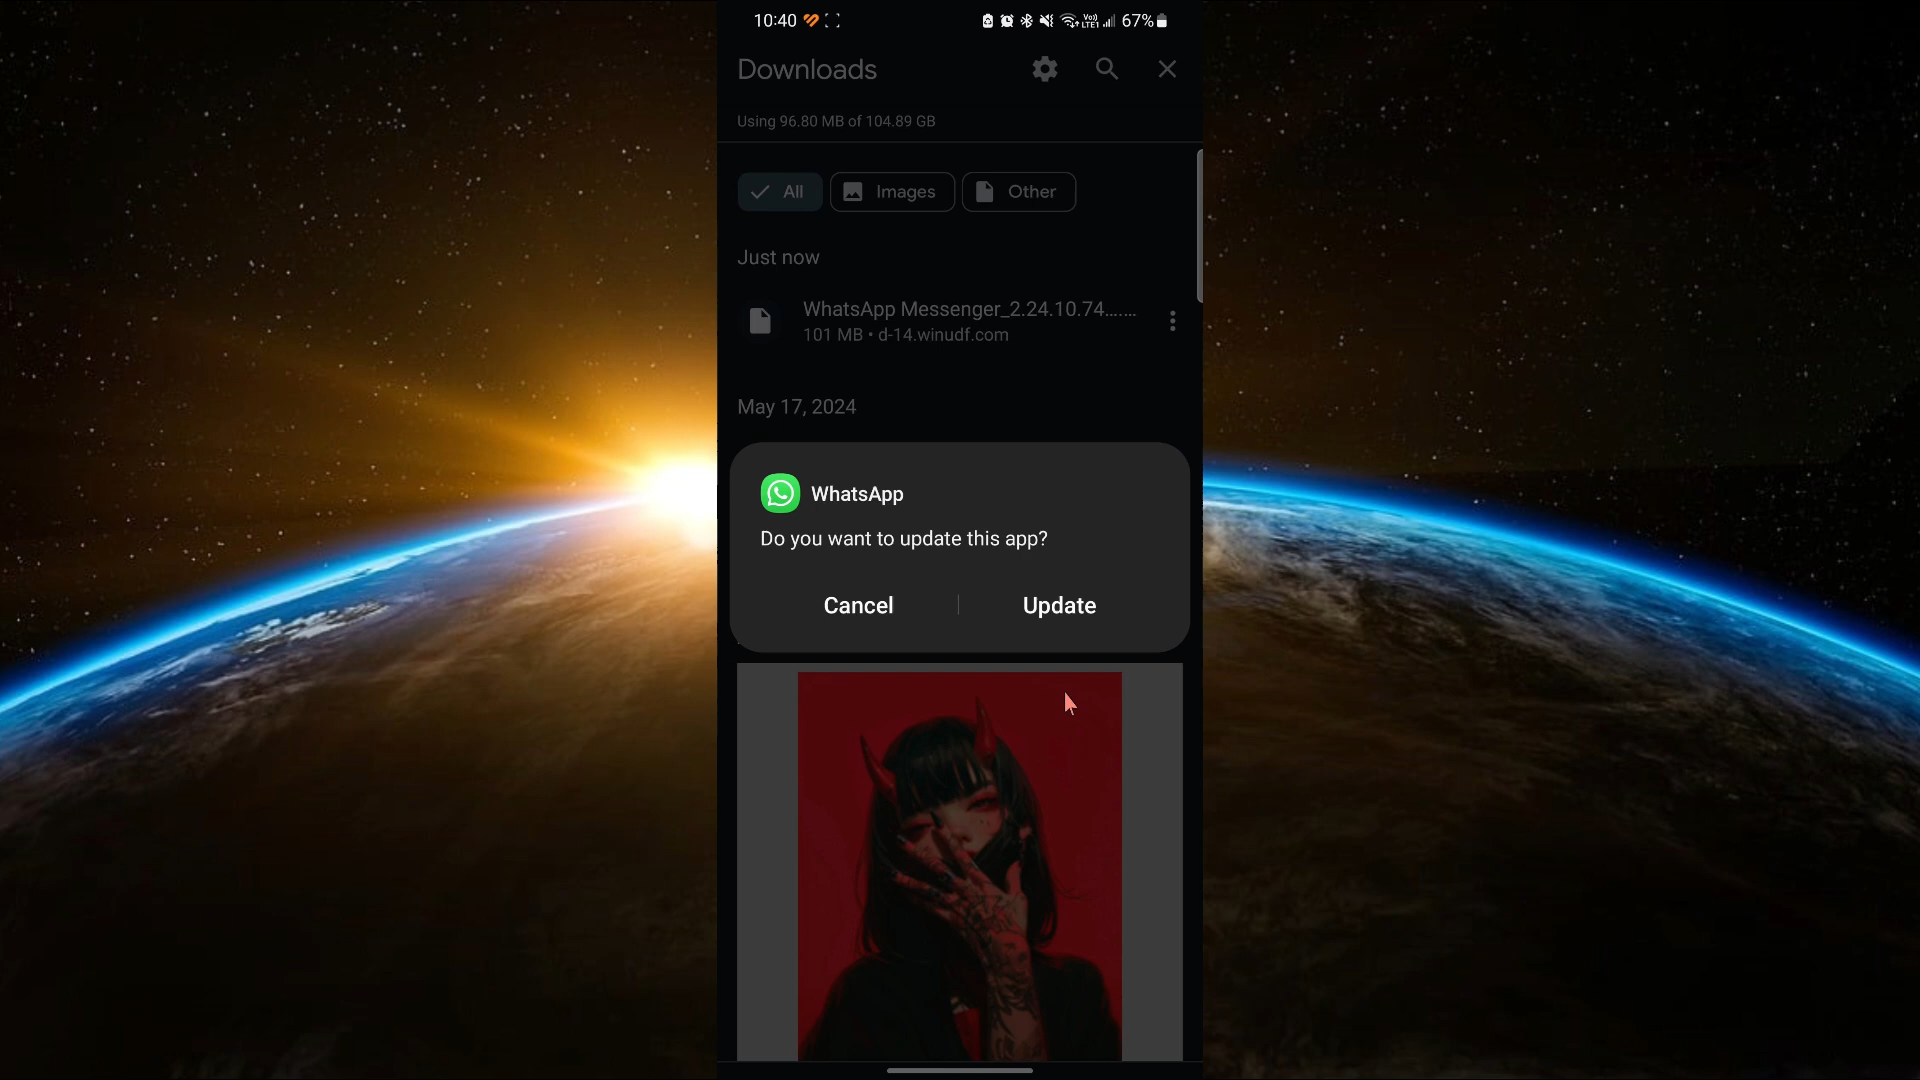 10:40
Vo)) LTE1 67%
Downloads
Using 96.80 MB of 104.89 GB
All Images Other
Just now
WhatsApp Messenger_2.24.10.74......
101 MB • d-14.winudf.com
May 17, 2024
WhatsApp
Do you want to update this app?
Cancel Update